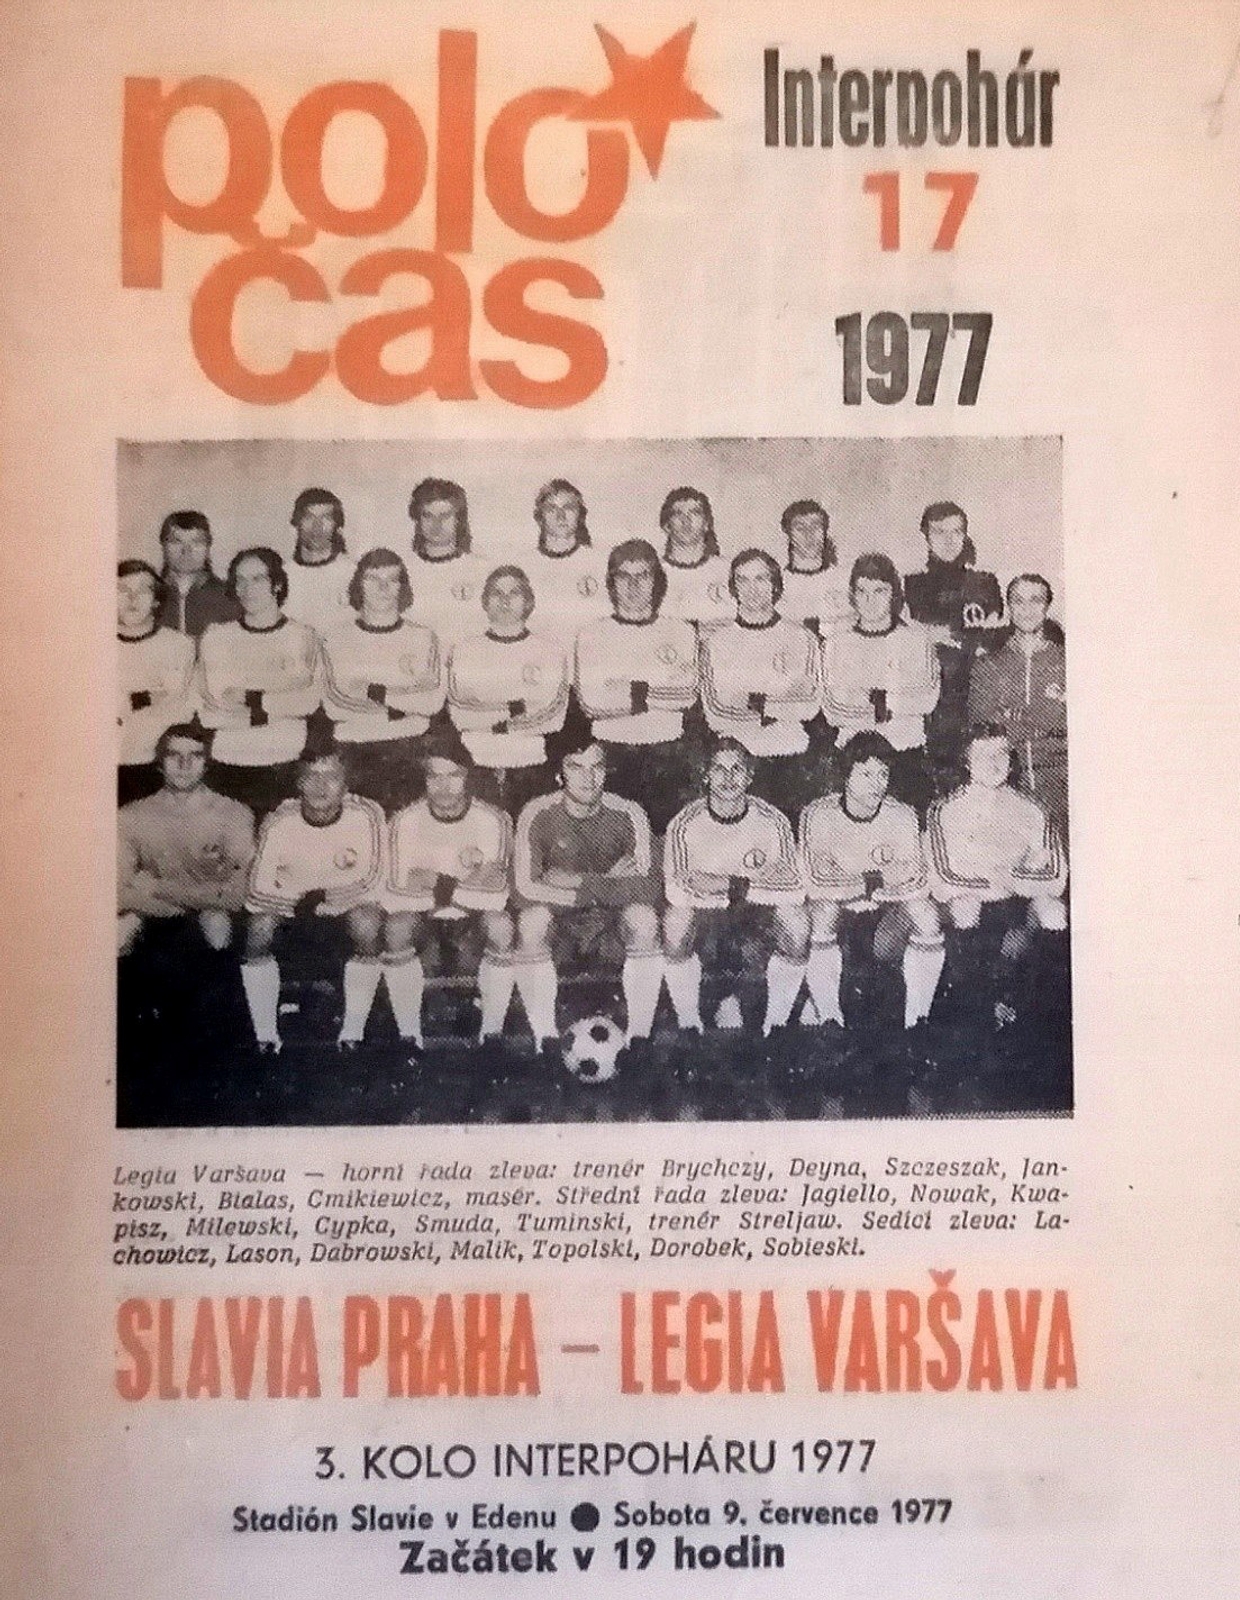 polo
čas
Interpohár
17
1977
Legia Varšava — horní řada zleva: trenér Brychczy, Deyna, Szczeszak, Jan-
kowski, Bialas, Cmikiewicz, masér. Střední řada zleva: Jagiello, Nowak, Kwa-
pisz, Milewski, Cypka, Smuda, Tuminski, trenér Streljaw. Sedící zleva: La-
chowicz, Lason, Dabrowski, Malik, Topolski, Dorobek, Sobieski.
SLAVIA PRAHA – LEGIA VARŠAVA
3. KOLO INTERPOHÁRU 1977
Stadión Slavie v Edenu ● Sobota 9. července 1977
Začátek v 19 hodin